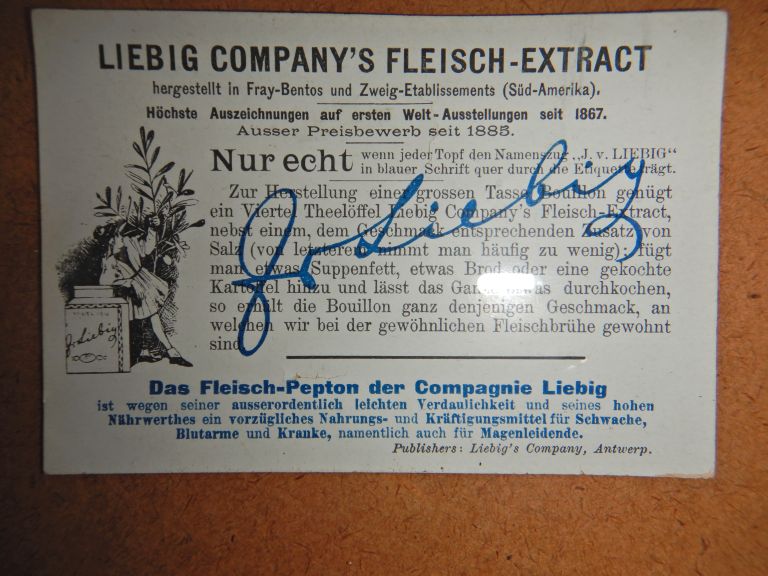 LIEBIG COMPANY'S FLEISCH-EXTRACT
hergestellt in Fray-Bentos und Zweig-Etablissements (Süd-Amerika).
Höchste Auszeichnungen auf ersten Welt-Ausstellungen seit 1867.
Ausser Preisbewerb seit 1885.
Nur echt wenn jeder Topf den Namenszug „J. v. LIEBIG“
in blauer Schrift quer durch die Etiquette trägt.
Zur Herstellung einer grossen Tasse Bouillon genügt
ein Viertel Theelöffel Liebig Company's Fleisch-Extract,
nebst einem, dem Geschmack entsprechenden Zusatz von
Salz (von letzterem nimmt man häufig zu wenig); fügt
man etwas Suppenfett, etwas Brod oder eine gekochte
Kartoffel hinzu und lässt das Ganze etwas durchkochen,
so erhält die Bouillon ganz denjenigen Geschmack, an
welchen wir bei der gewöhnlichen Fleischbrühe gewohnt
sind.
J v Liebig
J v Liebig
Das Fleisch-Pepton der Compagnie Liebig
ist wegen seiner ausserordentlich leichten Verdaulichkeit und seines hohen
Nährwerthes ein vorzügliches Nahrungs- und Kräftigungsmittel für Schwache,
Blutarme und Kranke, namentlich auch für Magenleidende.
Publishers: Liebig's Company, Antwerp.